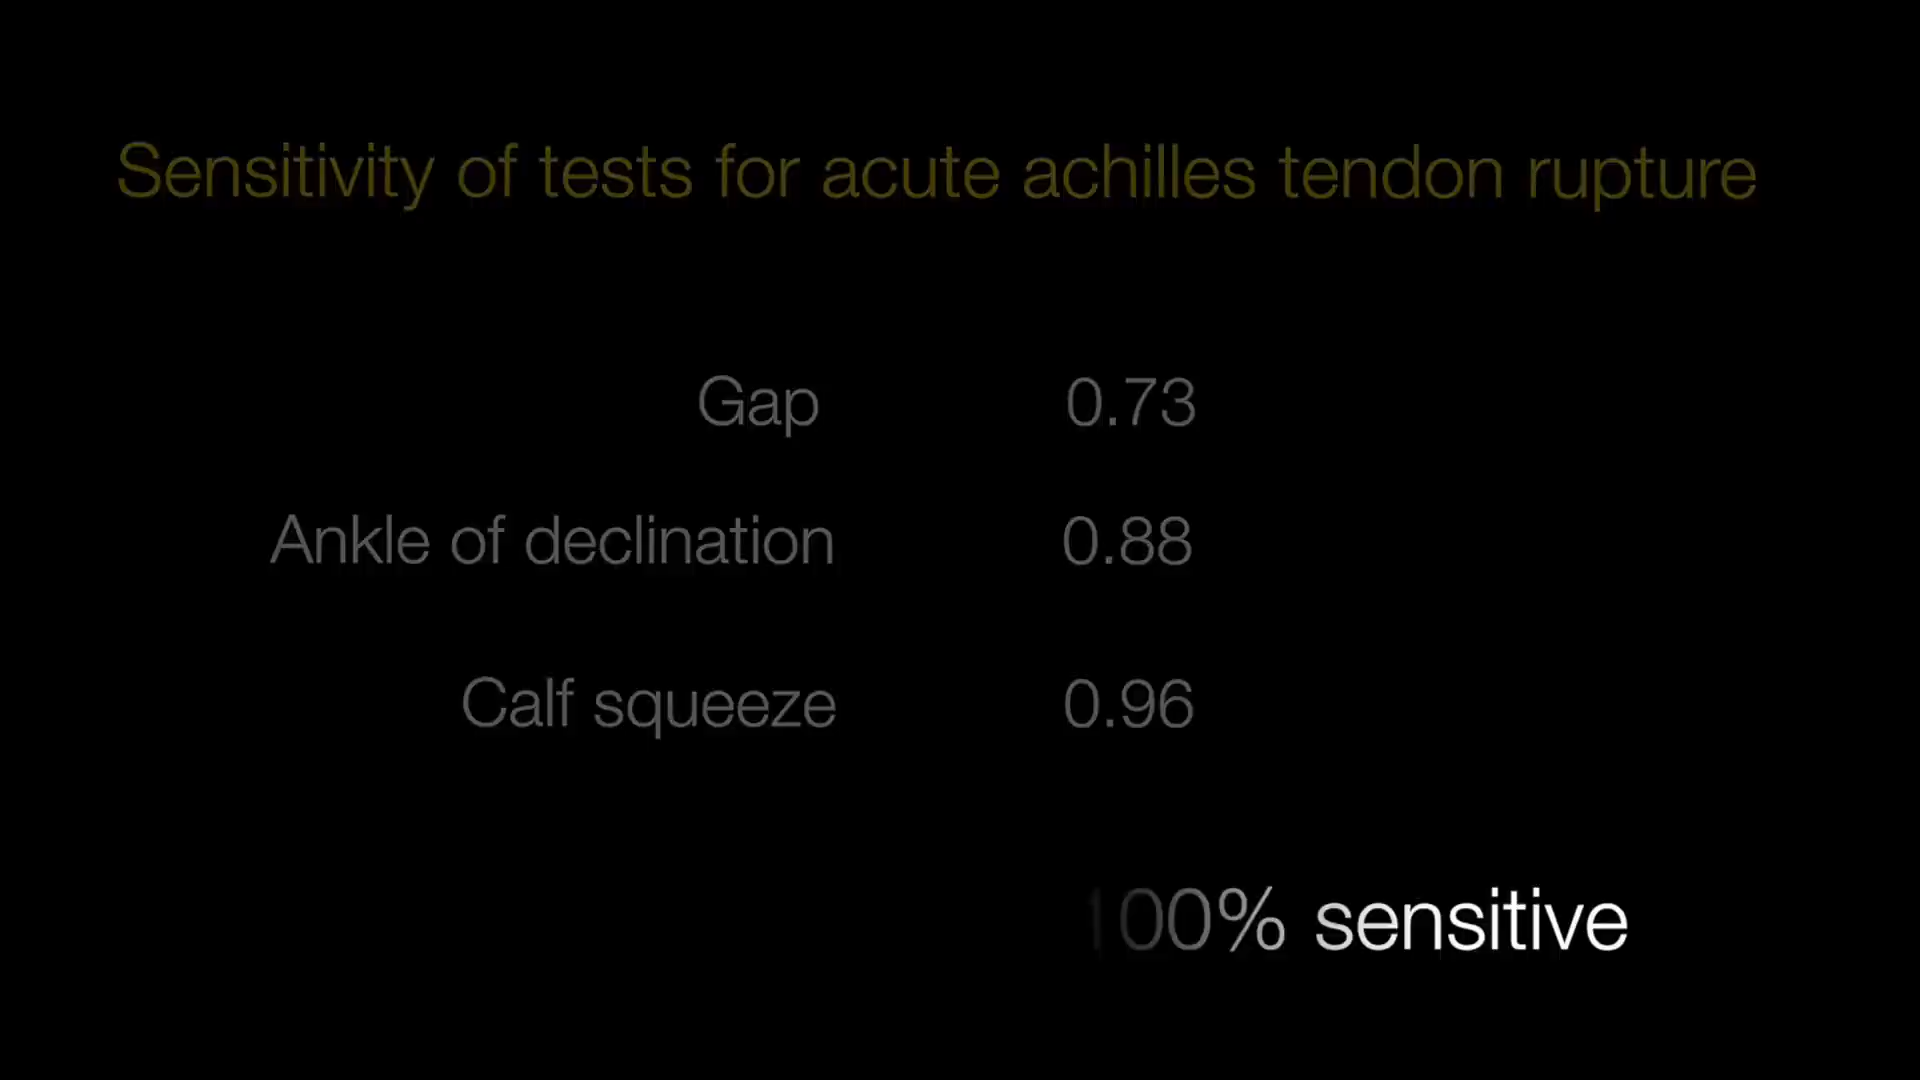 Sensitivity of tests for acute achilles tendon rupture
Gap 0.73
Ankle of declination 0.88
Calf squeeze 0.96
100% sensitive